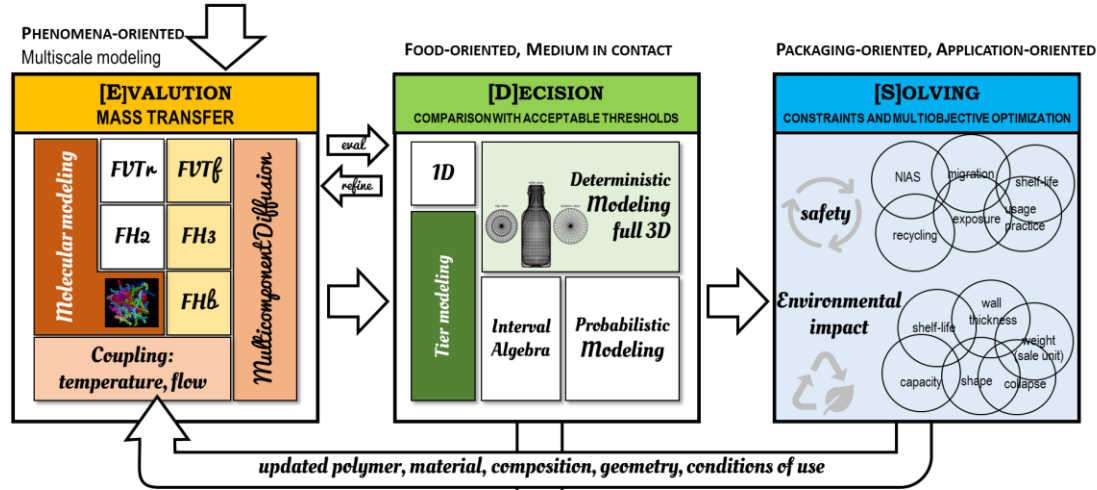 PHENOMENA-ORIENTED
Multiscale modeling
[E]VALUTION
MASS TRANSFER
Molecular modeling
FVTr
FVTf
FH2
FH3
FHb
Multicomponent Diffusion
Coupling:
temperature, flow
eval
refine
FOOD-ORIENTED, MEDIUM IN CONTACT
[D]ECISION
COMPARISON WITH ACCEPTABLE THRESHOLDS
1D
Tier modeling
Deterministic
Modeling
full 3D
Interval
Algebra
Probabilistic
Modeling
PACKAGING-ORIENTED, APPLICATION-ORIENTED
[S]OLVING
CONSTRAINTS AND MULTIOBJECTIVE OPTIMIZATION
safety
NIAS
migration
shelf-life
recycling
exposure
usage
practice
Environmental
impact
shelf-life
wall
thickness
weight
(sale unit)
capacity
shape
collapse
updated polymer, material, composition, geometry, conditions of use